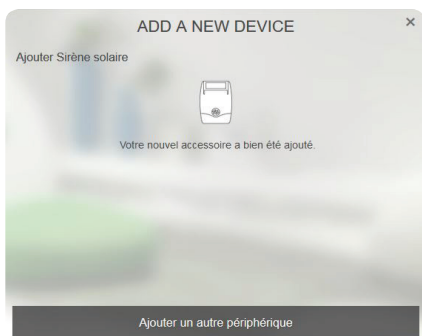 ADD A NEW DEVICE
×
Ajouter Sirène solaire
Votre nouvel accessoire a bien été ajouté.
Ajouter un autre périphérique